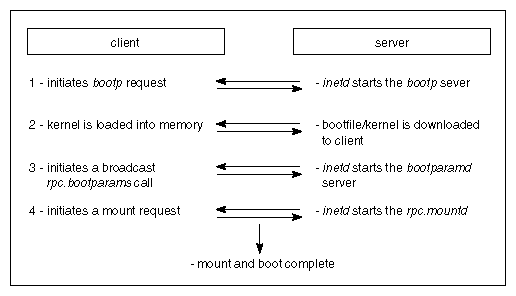 client server
1 - initiates bootp request - inetd starts the bootp sever
2 - kernel is loaded into memory - bootfile/kernel is downloaded
to client
3 - initiates a broadcast - inetd starts the bootparamd
rpc.bootparams call server
4 - initiates a mount request - inetd starts the rpc.mountd
- mount and boot complete